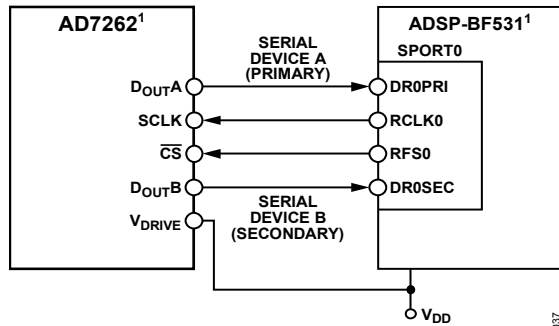 AD7262¹
ADSP-BF531¹
SERIAL
DEVICE A
(PRIMARY)
SPORT0
DOUTA
DR0PRI
SCLK
RCLK0
CS
RFS0
DOUTB
DR0SEC
SERIAL
DEVICE B
(SECONDARY)
VDRIVE
VDD